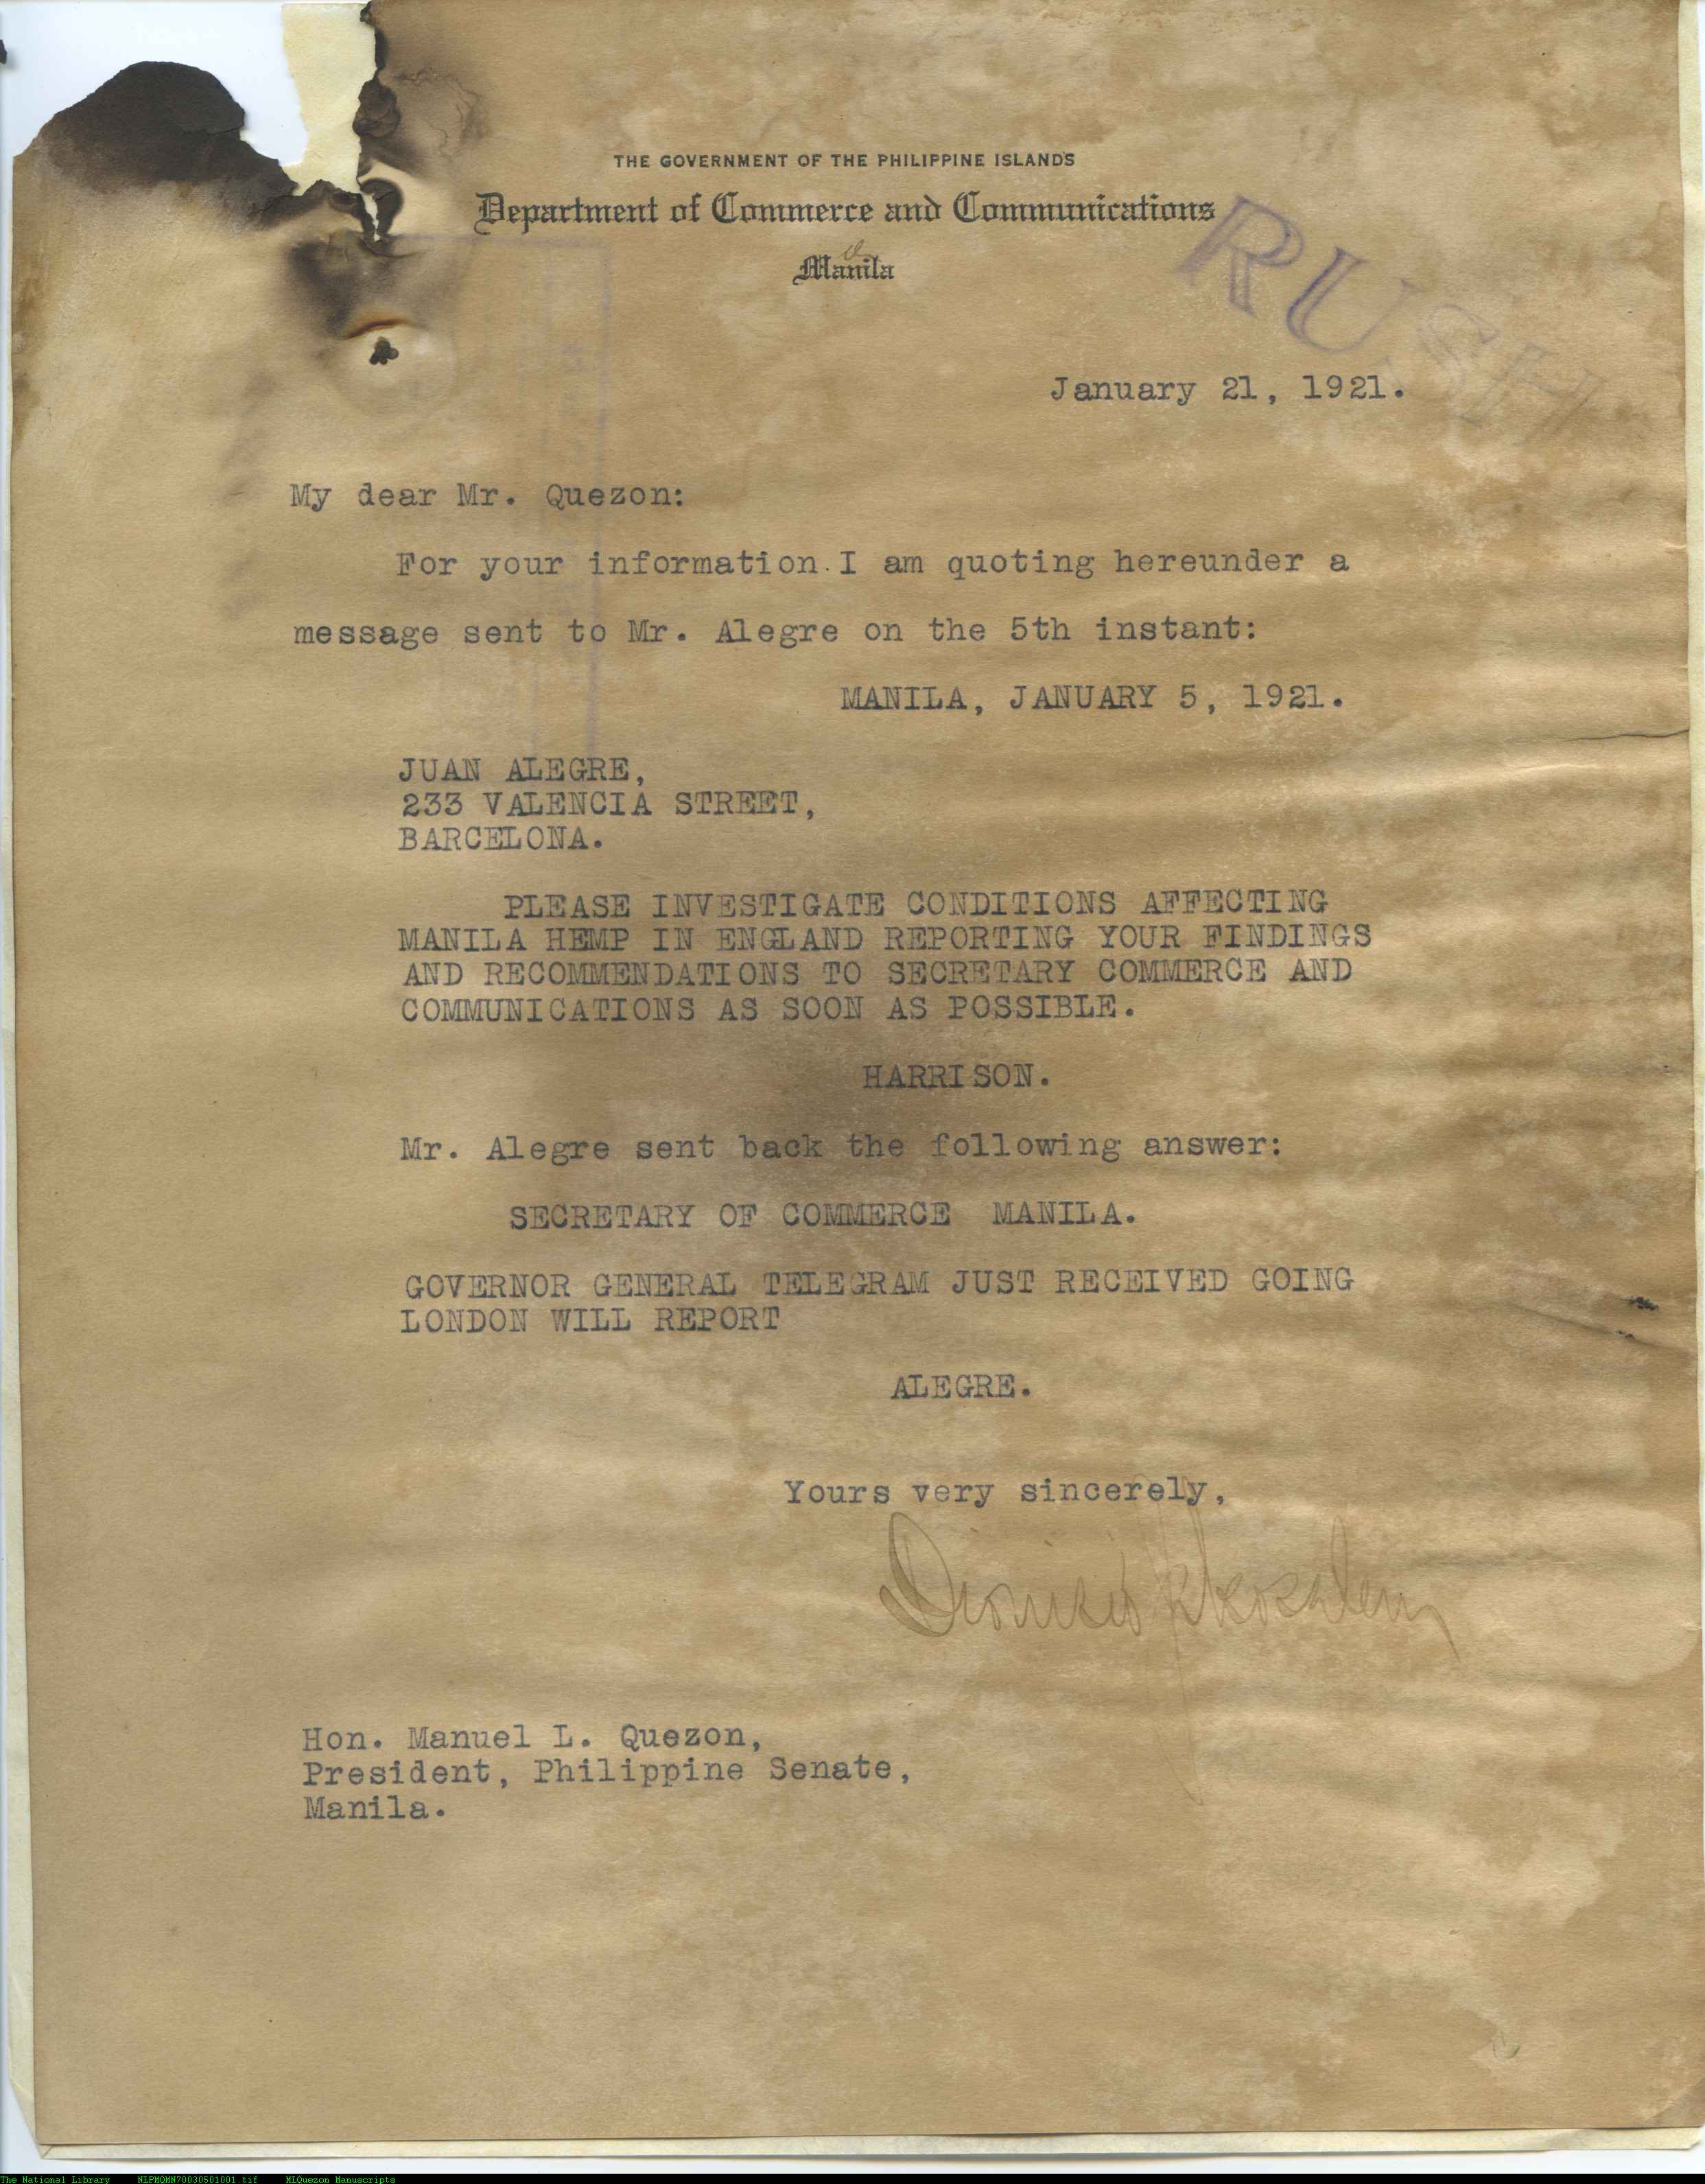 THE GOVERNMENT OF THE PHILIPPINE ISLANDS
Department of Commerce and Communications
Manila
RUSH
January 21, 1921.
My dear Mr. Quezon:
For your information I am quoting hereunder a
message sent to Mr. Alegre on the 5th instant:
MANILA, JANUARY 5, 1921.
JUAN ALEGRE,
233 VALENCIA STREET,
BARCELONA.
PLEASE INVESTIGATE CONDITIONS AFFECTING
MANILA HEMP IN ENGLAND REPORTING YOUR FINDINGS
AND RECOMMENDATIONS TO SECRETARY COMMERCE AND
COMMUNICATIONS AS SOON AS POSSIBLE.
HARRISON.
Mr. Alegre sent back the following answer:
SECRETARY OF COMMERCE MANILA.
GOVERNOR GENERAL TELEGRAM JUST RECEIVED GOING
LONDON WILL REPORT
ALEGRE.
Yours very sincerely,
Hon. Manuel L. Quezon,
President, Philippine Senate,
Manila.
The National Library NLPMQMN70030501001.tif MLQuezon Manuscripts